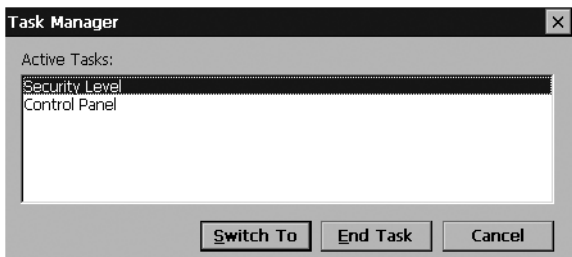 Task Manager
Active Tasks:
Security Level
Control Panel
Switch To End Task Cancel